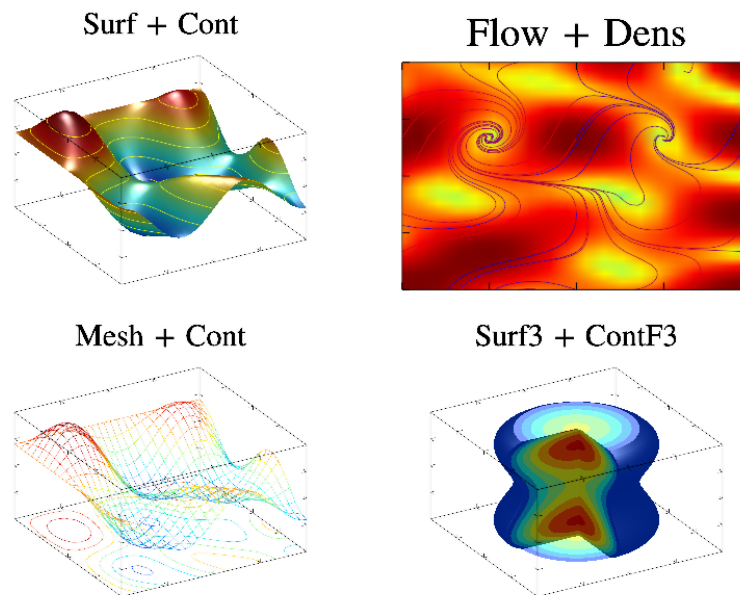 Surf + Cont
Flow + Dens
Mesh + Cont
Surf3 + ContF3